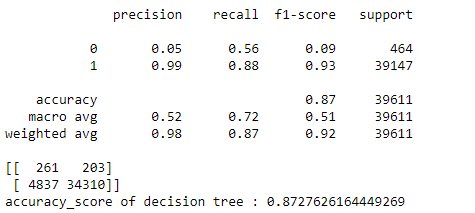 precision recall f1-score support
0 0.05 0.56 0.09 464
1 0.99 0.88 0.93 39147
accuracy 0.87 39611
macro avg 0.52 0.72 0.51 39611
weighted avg 0.98 0.87 0.92 39611
[[ 261 203]
[ 4837 34310]]
accuracy_score of decision tree : 0.8727626164449269